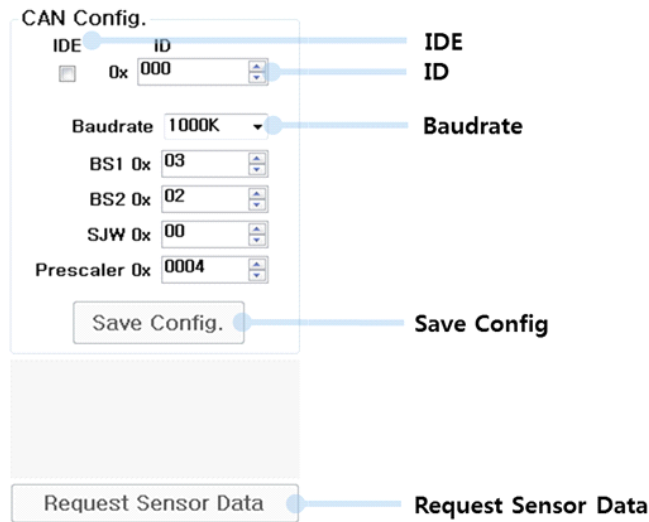 CAN Config.
IDE ID IDE
0x 000 ID
Baudrate 1000K Baudrate
BS1 0x 03
BS2 0x 02
SJW 0x 00
Prescaler 0x 0004
Save Config. Save Config
Request Sensor Data Request Sensor Data